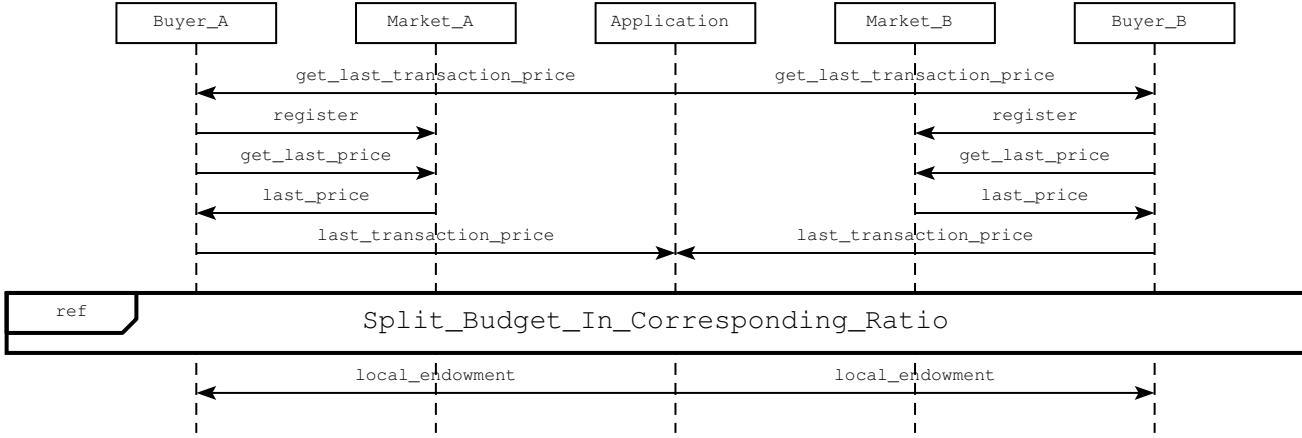 Buyer_A Market_A Application Market_B Buyer_B
get_last_transaction_price get_last_transaction_price
register register
get_last_price get_last_price
last_price last_price
last_transaction_price last_transaction_price
ref Split_Budget_In_Corresponding_Ratio
local_endowment local_endowment